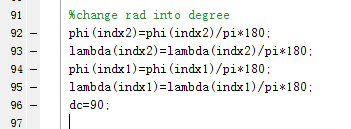 91 %change rad into degree
92 — phi(indx2)=phi(indx2)/pi*180;
93 — lambda(indx2)=lambda(indx2)/pi*180;
94 — phi(indx1)=phi(indx1)/pi*180;
95 — lambda(indx1)=lambda(indx1)/pi*180;
96 — dc=90;
97